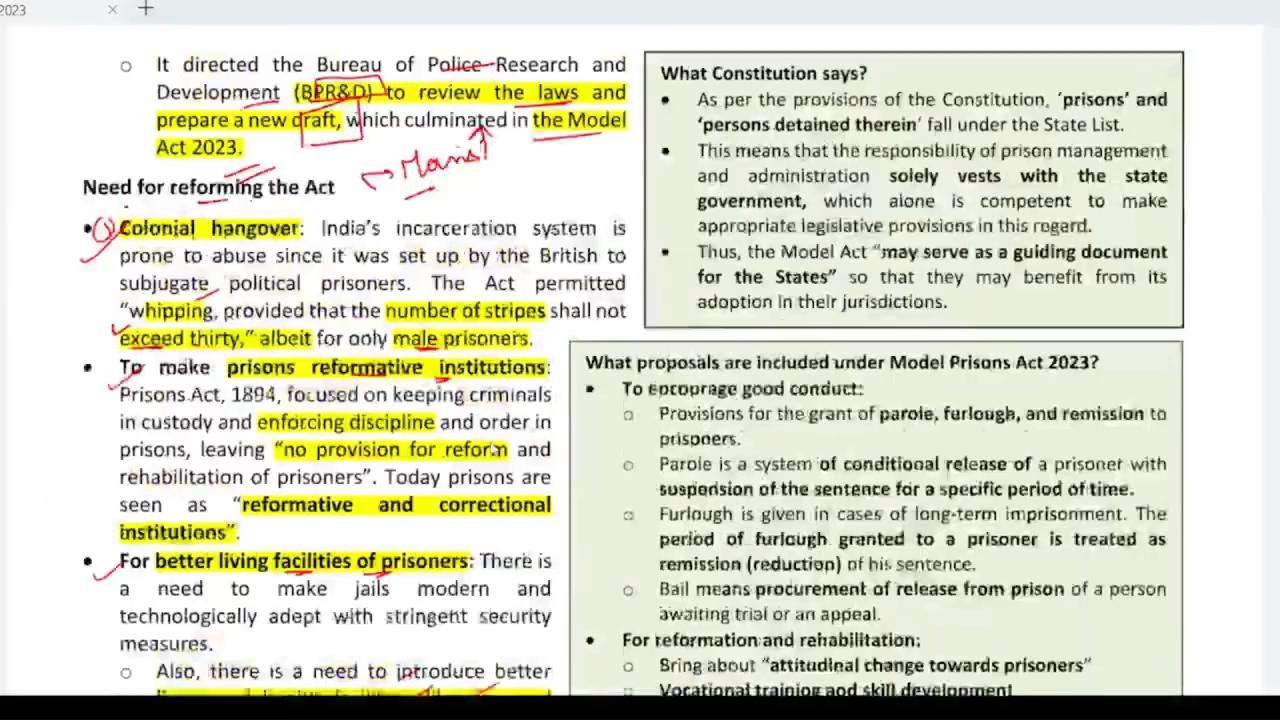 2023
It directed the Bureau of Police Research and
Development (BPR&D) to review the laws and
prepare a new draft, which culminated in the Model
Act 2023.
Mains
Need for reforming the Act
Colonial hangover: India's incarceration system is
prone to abuse since it was set up by the British to
subjugate political prisoners. The Act permitted
"whipping, provided that the number of stripes shall not
exceed thirty," albeit for only male prisoners.
To make prisons reformative institutions:
Prisons Act, 1894, focused on keeping criminals
in custody and enforcing discipline and order in
prisons, leaving "no provision for reform and
rehabilitation of prisoners". Today prisons are
seen as "reformative and correctional
institutions".
For better living facilities of prisoners: There is
a need to make jails modern and
technologically adept with stringent security
measures.
Also, there is a need to introduce better
What Constitution says?
As per the provisions of the Constitution, 'prisons' and
'persons detained therein' fall under the State List.
This means that the responsibility of prison management
and administration solely vests with the state
government, which alone is competent to make
appropriate legislative provisions in this regard.
Thus, the Model Act "may serve as a guiding document
for the States" so that they may benefit from its
adoption in their jurisdictions.
What proposals are included under Model Prisons Act 2023?
To encourage good conduct:
Provisions for the grant of parole, furlough, and remission to
prisoners.
Parole is a system of conditional release of a prisoner with
suspension of the sentence for a specific period of time.
Furlough is given in cases of long-term imprisonment. The
period of furlough granted to a prisoner is treated as
remission (reduction) of his sentence.
Bail means procurement of release from prison of a person
awaiting trial or an appeal.
For reformation and rehabilitation:
Bring about "attitudinal change towards prisoners"
Vocational training and skill development